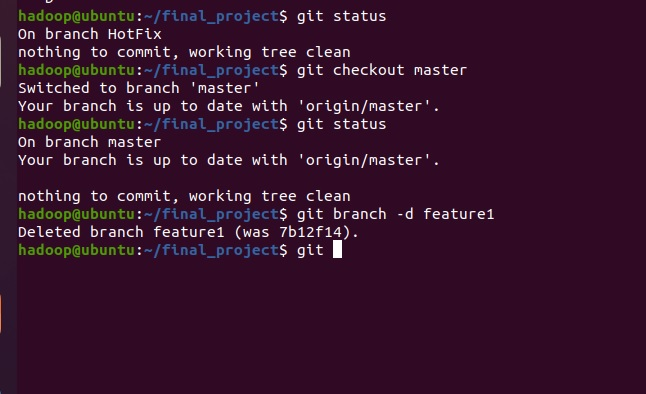 hadoop@ubuntu:~/final_project$ git status
On branch HotFix
nothing to commit, working tree clean
hadoop@ubuntu:~/final_project$ git checkout master
Switched to branch 'master'
Your branch is up to date with 'origin/master'.
hadoop@ubuntu:~/final_project$ git status
On branch master
Your branch is up to date with 'origin/master'.

nothing to commit, working tree clean
hadoop@ubuntu:~/final_project$ git branch -d feature1
Deleted branch feature1 (was 7b12f14).
hadoop@ubuntu:~/final_project$ git